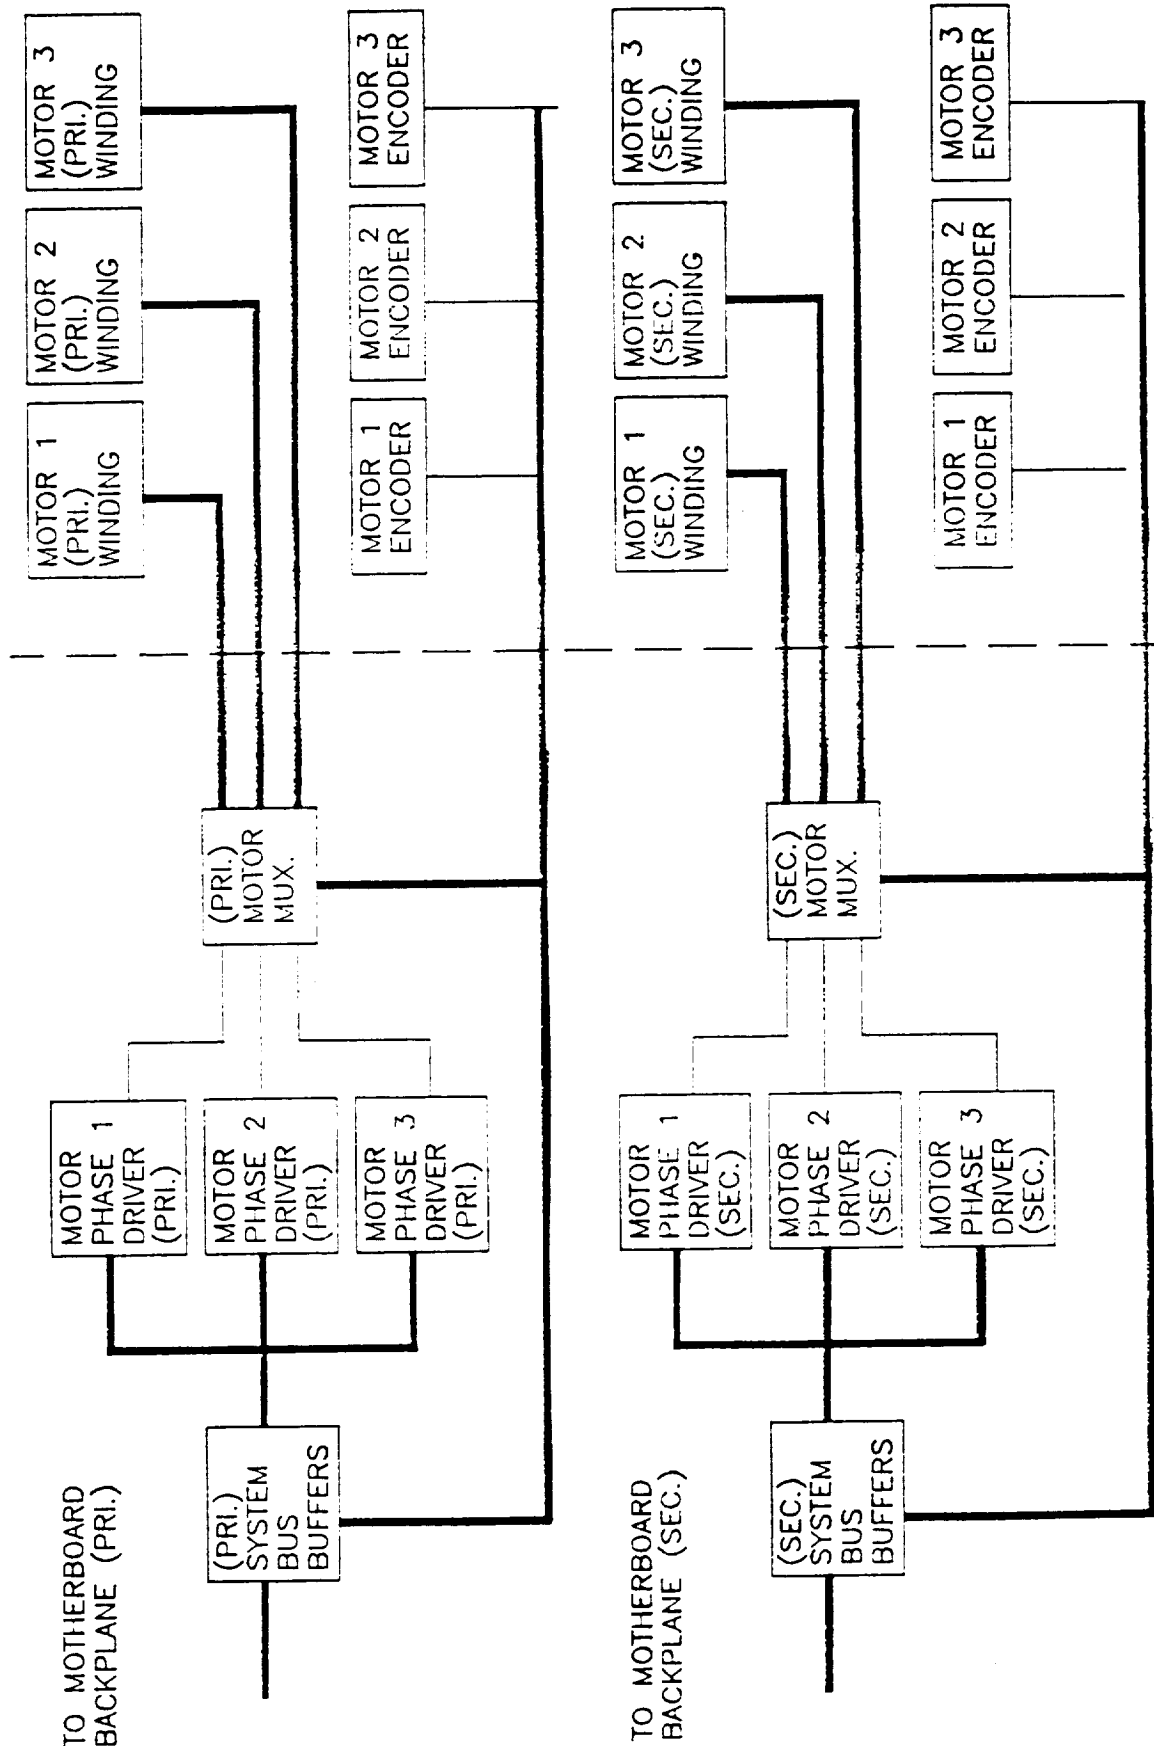 TO MOTHERBOARD
BACKPLANE (PRI.)
(PRI.)
SYSTEM
BUS
BUFFERS
MOTOR
PHASE 1
DRIVER
(PRI.)
MOTOR
PHASE 2
DRIVER
(PRI.)
MOTOR
PHASE 3
DRIVER
(PRI.)
(PRI.)
MOTOR
MUX.
MOTOR 1
(PRI.)
WINDING
MOTOR 2
(PRI.)
WINDING
MOTOR 3
(PRI.)
WINDING
MOTOR 1
ENCODER
MOTOR 2
ENCODER
MOTOR 3
ENCODER
TO MOTHERBOARD
BACKPLANE (SEC.)
(SEC.)
SYSTEM
BUS
BUFFERS
MOTOR
PHASE 1
DRIVER
(SEC.)
MOTOR
PHASE 2
DRIVER
(SEC.)
MOTOR
PHASE 3
DRIVER
(SEC.)
(SEC.)
MOTOR
MUX.
MOTOR 1
(SEC.)
WINDING
MOTOR 2
(SEC.)
WINDING
MOTOR 3
(SEC.)
WINDING
MOTOR 1
ENCODER
MOTOR 2
ENCODER
MOTOR 3
ENCODER